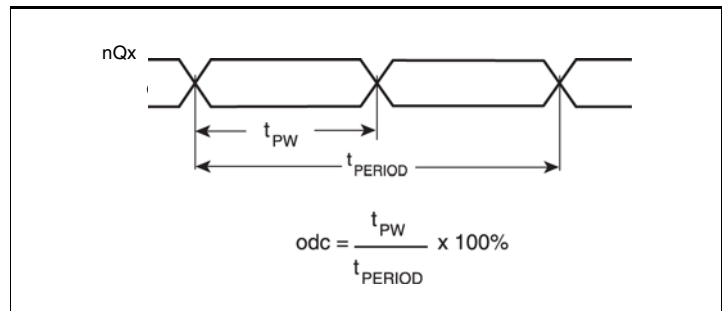 nQx
tPW
tPERIOD
odc = tPW / tPERIOD x 100%